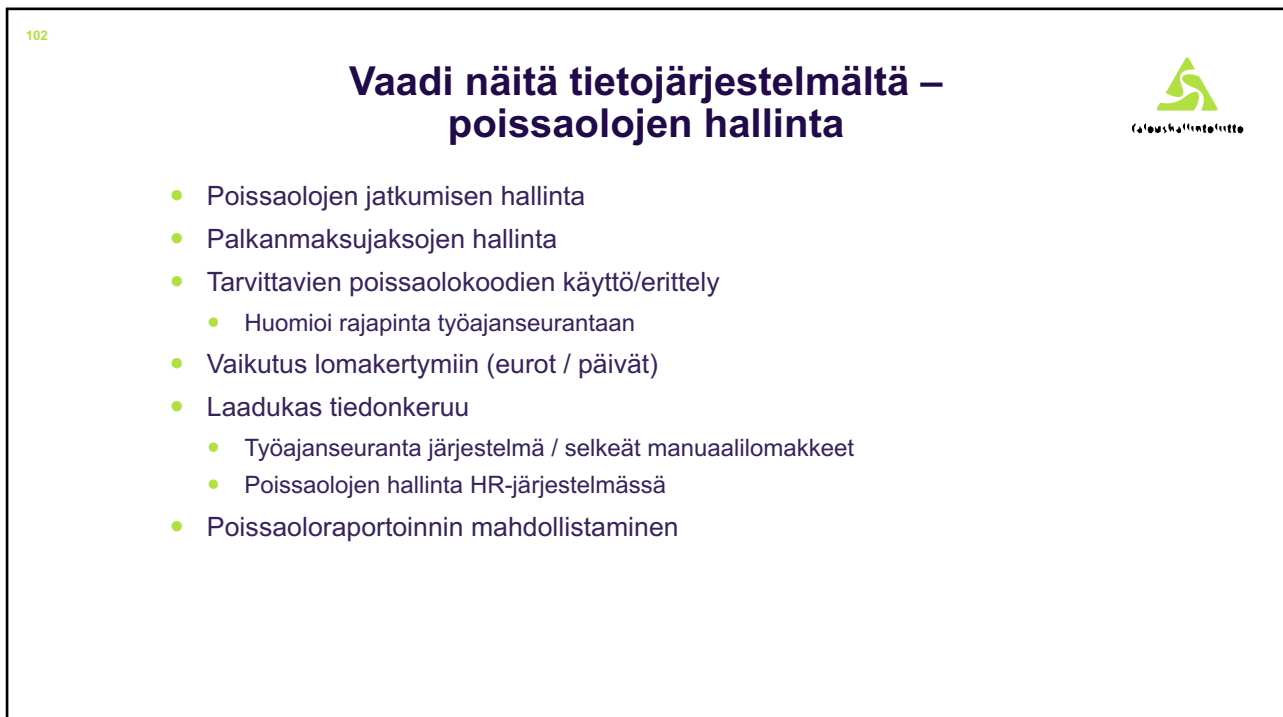 102
Vaadi näitä tietojärjestelmältä –
poissaolojen hallinta
taloushallintoliitto
Poissaolojen jatkumisen hallinta
Palkanmaksujaksojen hallinta
Tarvittavien poissaolokoodien käyttö/erittely
Huomioi rajapinta työajanseurantaan
Vaikutus lomakertymiin (eurot / päivät)
Laadukas tiedonkeruu
Työajanseuranta järjestelmä / selkeät manuaalilomakkeet
Poissaolojen hallinta HR-järjestelmässä
Poissaoloraportoinnin mahdollistaminen